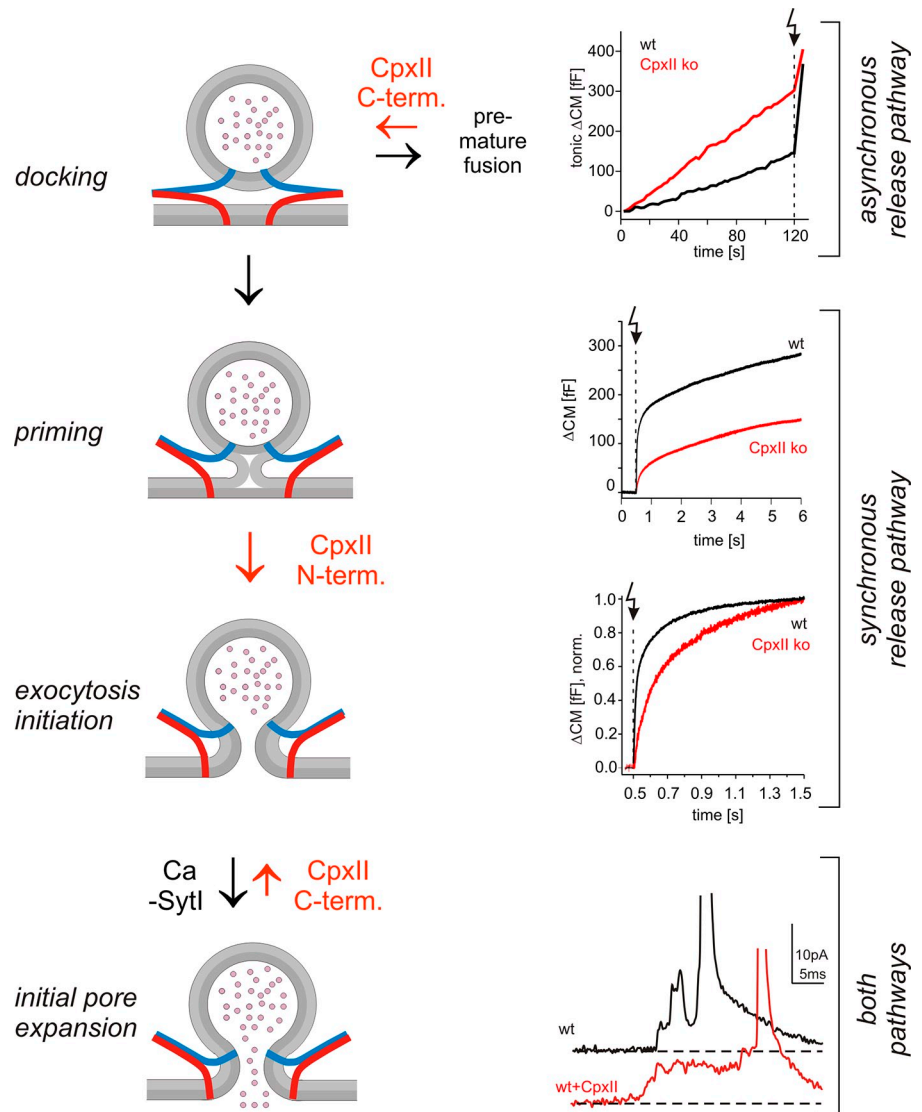 CpxII
C-term.
pre-
mature
fusion
docking
wt
CpxII ko
tonic ΔCM [fF]
400
300
200
100
0
0
40
80
120
time [s]
asynchronous
release pathway
priming
CpxII
N-term.
wt
CpxII ko
ΔCM [fF]
300
200
100
0
0
1
2
3
4
5
6
time [s]
exocytosis
initiation
wt
CpxII ko
ΔCM [fF], norm.
1.0
0.8
0.6
0.4
0.2
0.0
0.5
0.7
0.9
1.1
1.3
1.5
time [s]
synchronous
release pathway
Ca
-SytI
CpxII
C-term.
initial pore
expansion
10pA
5ms
wt
wt+CpxII
both
pathways